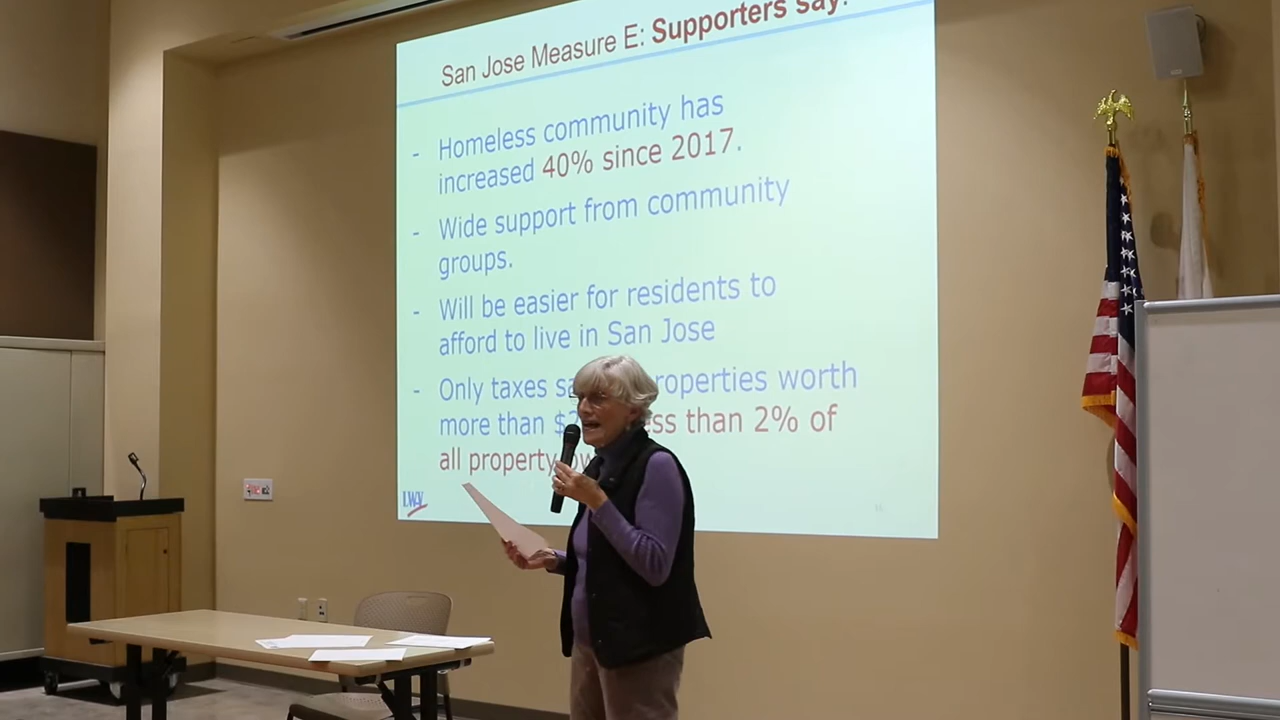 San Jose Measure E: Supporters say:
- Homeless community has
increased 40% since 2017.
- Wide support from community
groups.
- Will be easier for residents to
afford to live in San Jose
- Only taxes properties worth
more than than 2% of
all property
LWV